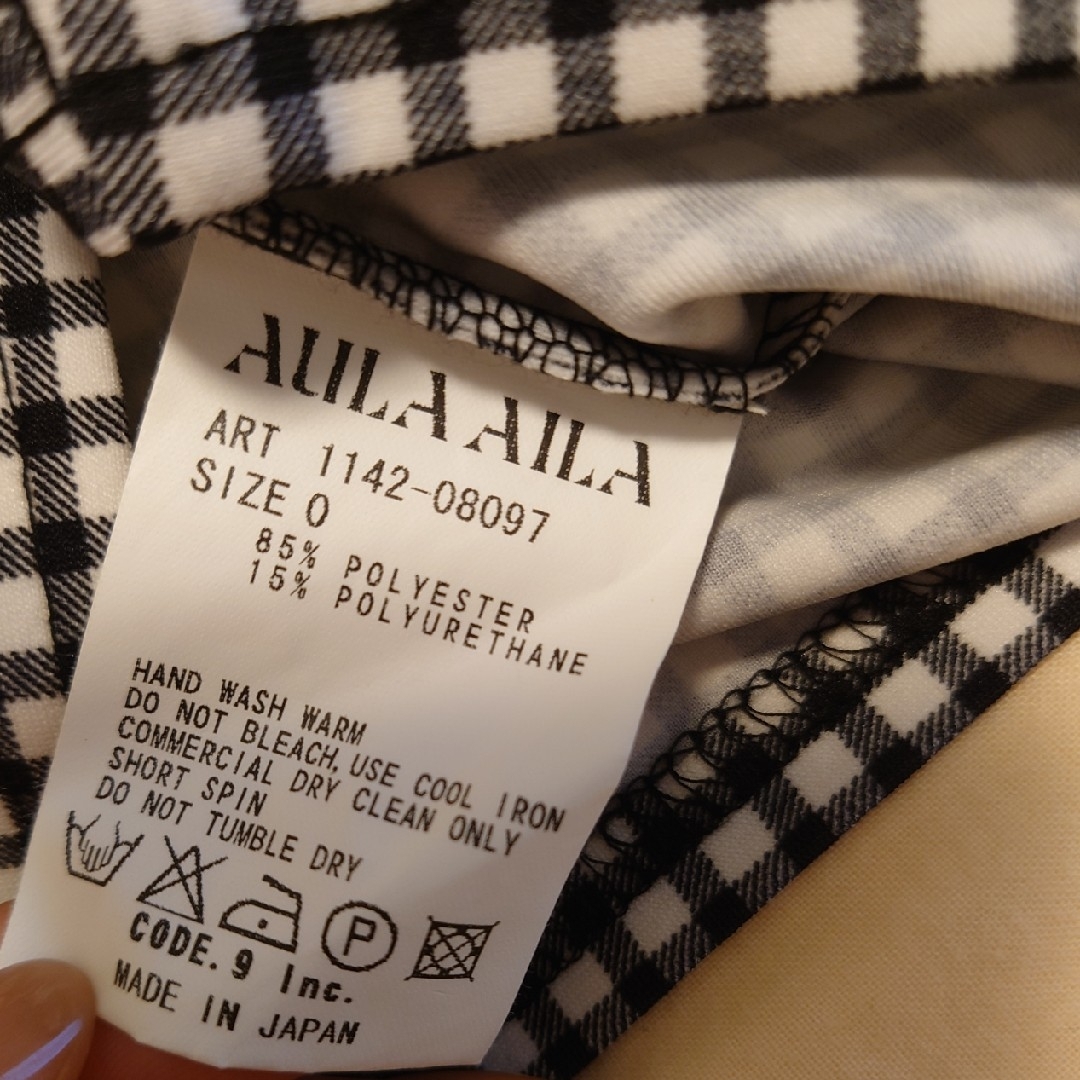 AULA AILA
ART 1142-08097
SIZE 0
85% POLYESTER
15% POLYURETHANE
HAND WASH WARM
DO NOT BLEACH, USE COOL IRON
COMMERCIAL DRY CLEAN ONLY
SHORT SPIN
DO NOT TUMBLE DRY
P
CODE.9 Inc.
MADE IN JAPAN